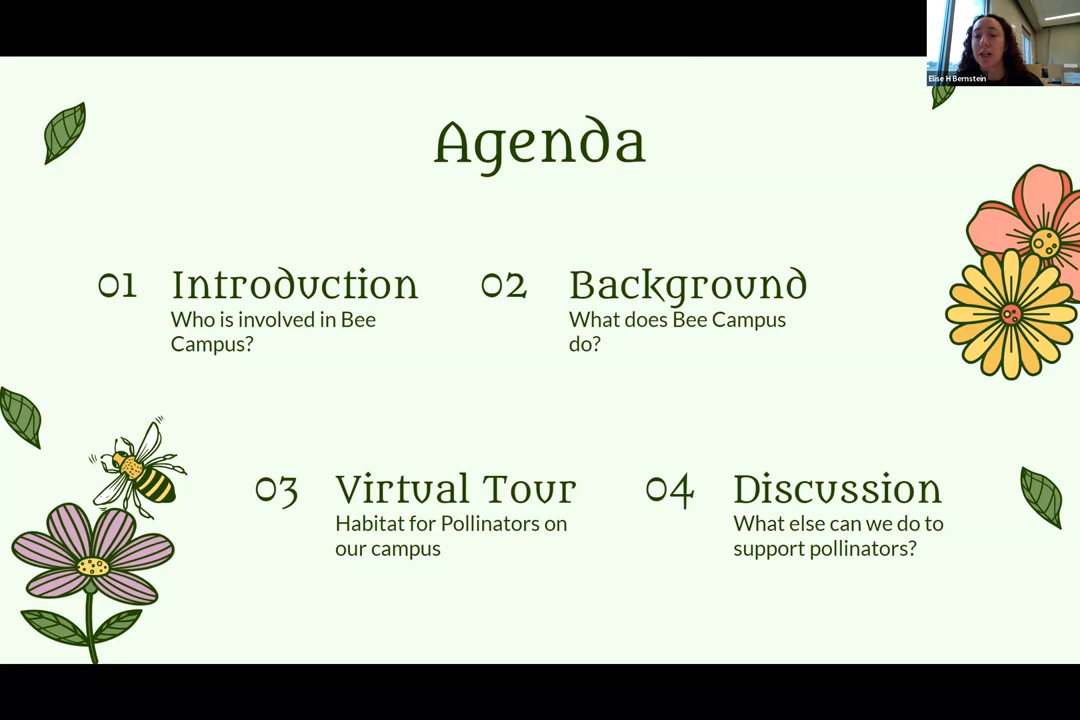 Elise H Bernstein
Agenda
01 Introduction
Who is involved in Bee
Campus?
02 Background
What does Bee Campus
do?
03 Virtual Tour
Habitat for Pollinators on
our campus
04 Discussion
What else can we do to
support pollinators?